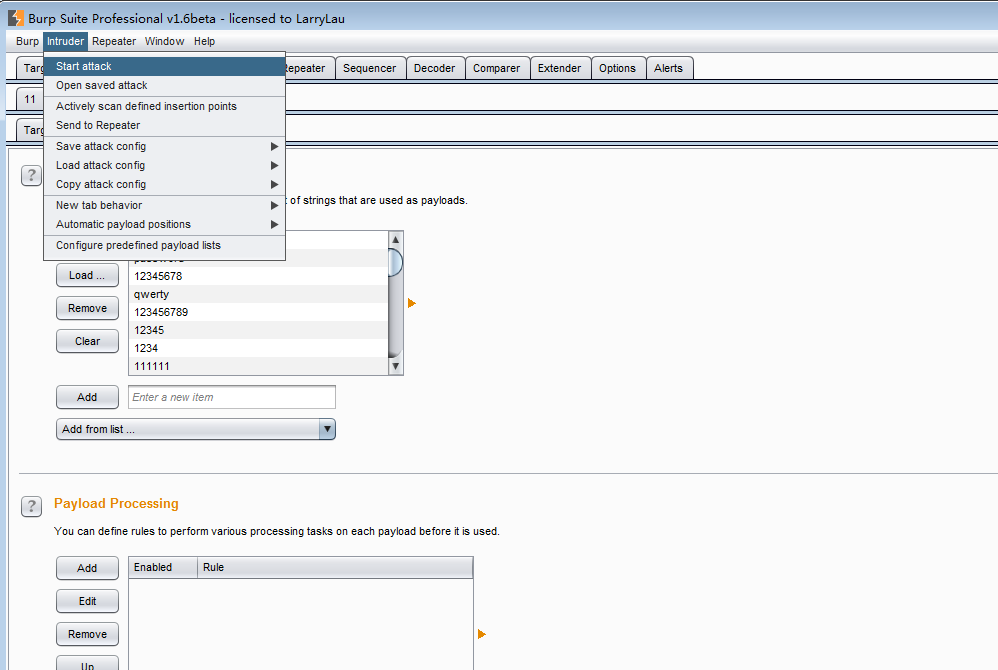 Burp Suite Professional v1.6beta - licensed to LarryLau
Burp Intruder Repeater Window Help
Repeater Sequencer Decoder Comparer Extender Options Alerts
Start attack
Open saved attack
11
Actively scan defined insertion points
Send to Repeater
Save attack config
Load attack config
Copy attack config
? t of strings that are used as payloads.
New tab behavior
Automatic payload positions
Configure predefined payload lists
Load ... 12345678
qwerty
Remove 123456789
12345
Clear 1234
111111
Add Enter a new item
Add from list ...
? Payload Processing
You can define rules to perform various processing tasks on each payload before it is used.
Add Enabled Rule
Edit
Remove
Up